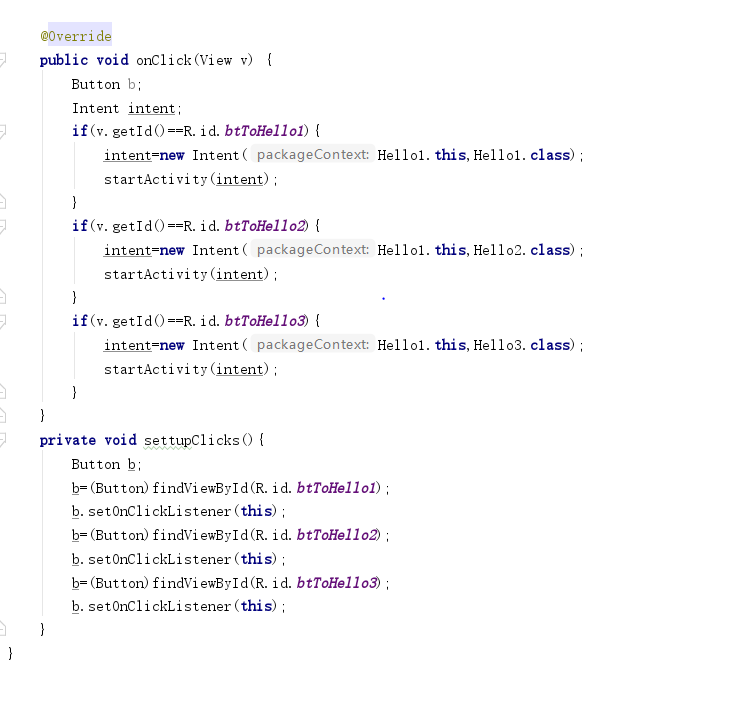 @Override
public void onClick(View v) {
Button b;
Intent intent;
if(v.getId()==R.id.btToHello1){
intent=new Intent( packageContext: Hello1.this,Hello1.class);
startActivity(intent);
}
if(v.getId()==R.id.btToHello2){
intent=new Intent( packageContext: Hello1.this,Hello2.class);
startActivity(intent);
}
if(v.getId()==R.id.btToHello3){
intent=new Intent( packageContext: Hello1.this,Hello3.class);
startActivity(intent);
}
}
private void settupClicks(){
Button b;
b=(Button)findViewById(R.id.btToHello1);
b.setOnClickListener(this);
b=(Button)findViewById(R.id.btToHello2);
b.setOnClickListener(this);
b=(Button)findViewById(R.id.btToHello3);
b.setOnClickListener(this);
}
}